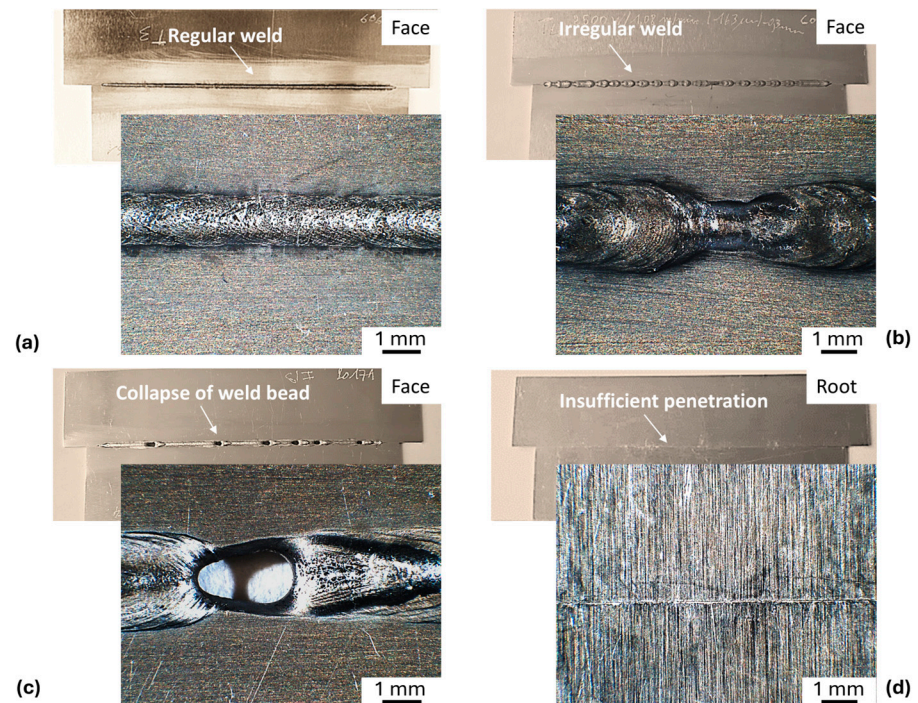 Regular weld
Face
1 mm
(a)
Irregular weld
Face
1 mm
(b)
Collapse of weld bead
Face
1 mm
(c)
Insufficient penetration
Root
1 mm
(d)